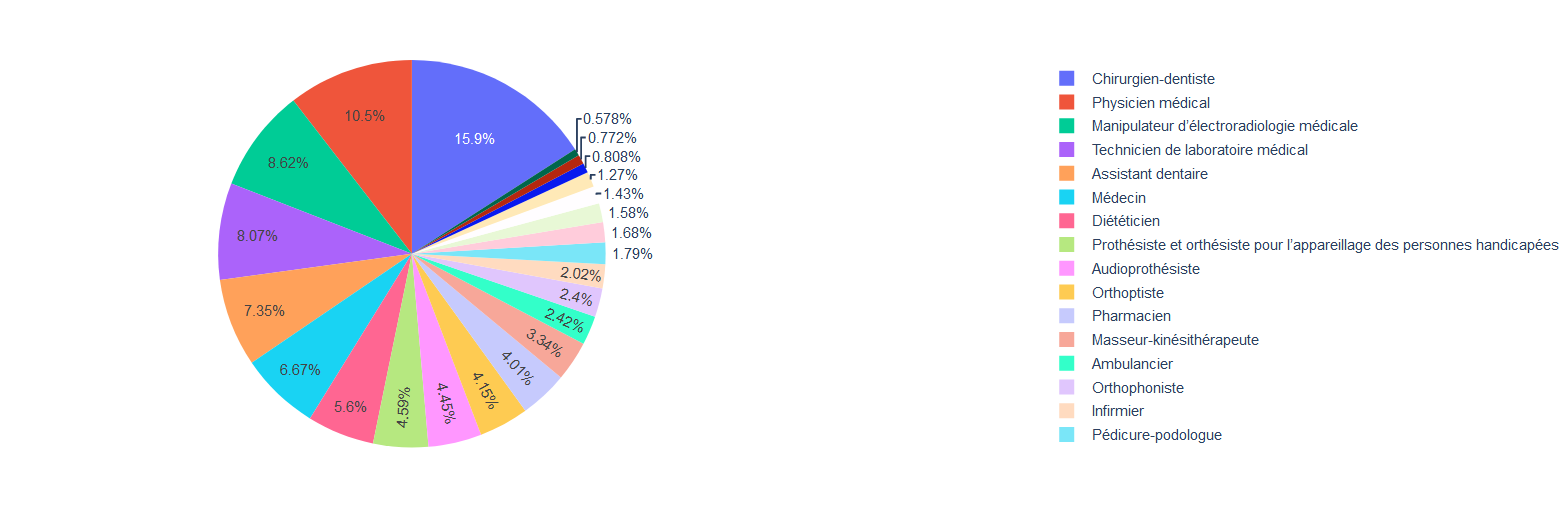 15.9%
10.5%
8.62%
8.07%
7.35%
6.67%
5.6%
4.59%
4.45%
4.15%
4.01%
3.34%
2.42%
2.4%
2.02%
1.79%
1.68%
1.58%
1.43%
1.27%
0.808%
0.772%
0.578%
Chirurgien-dentiste
Physicien médical
Manipulateur d’électroradiologie médicale
Technicien de laboratoire médical
Assistant dentaire
Médecin
Diététicien
Prothésiste et orthésiste pour l’appareillage des personnes handicapées
Audioprothésiste
Orthoptiste
Pharmacien
Masseur-kinésithérapeute
Ambulancier
Orthophoniste
Infirmier
Pédicure-podologue